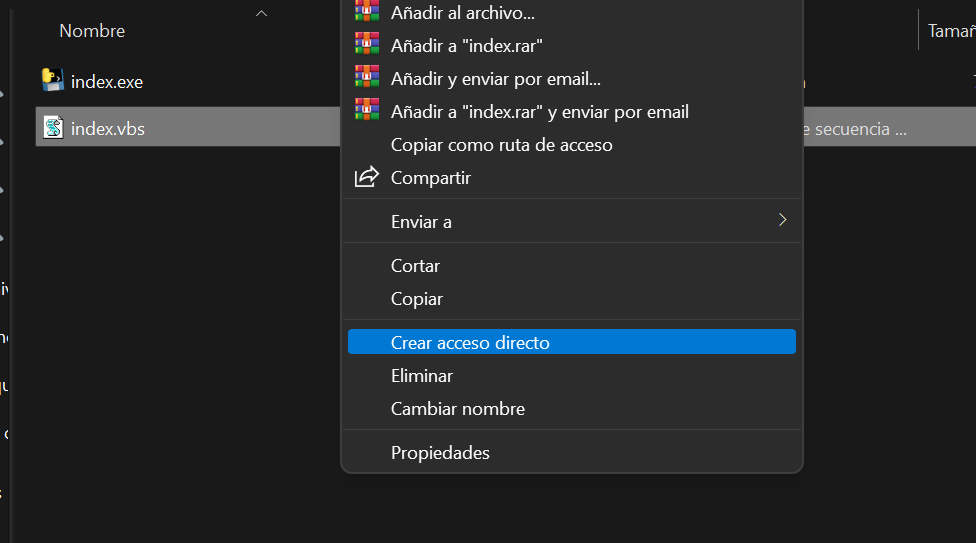 Nombre
Tamañ
index.exe
index.vbs
e secuencia ...
Añadir al archivo...
Añadir a "index.rar"
Añadir y enviar por email...
Añadir a "index.rar" y enviar por email
Copiar como ruta de acceso
Compartir
Enviar a
Cortar
Copiar
Crear acceso directo
Eliminar
Cambiar nombre
Propiedades